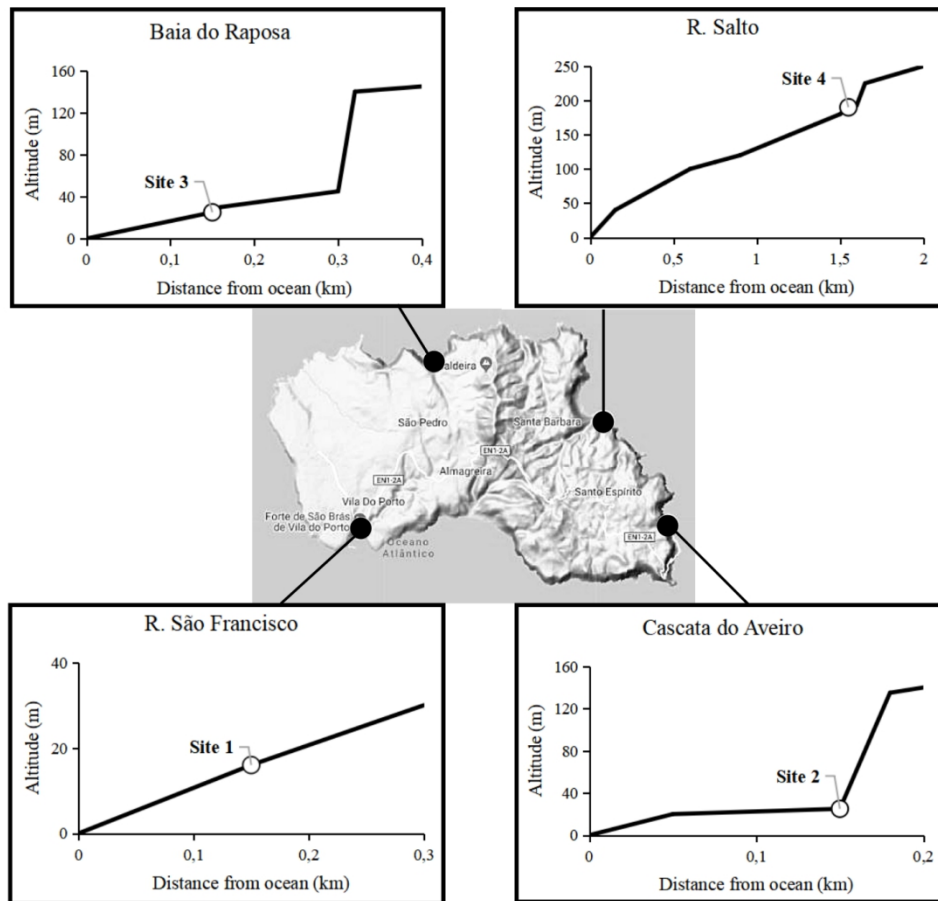 Baia do Raposa
160
120
80
40
0
Altitude (m)
Site 3
0 0,1 0,2 0,3 0,4
Distance from ocean (km)
R. Salto
250
200
150
100
50
0
Altitude (m)
Site 4
0 0,5 1 1,5 2
Distance from ocean (km)
aldeira
São Pedro
Santa Bárbara
EN1-2A
Almagreira
EN1-2A
Santo Espírito
Vila Do Porto
Forte de São Brás
de Vila do Porto
EN1-2A
Oceano
Atlântico
R. São Francisco
40
20
0
Altitude (m)
Site 1
0 0,1 0,2 0,3
Distance from ocean (km)
Cascata do Aveiro
160
120
80
40
0
Altitude (m)
Site 2
0 0,1 0,2
Distance from ocean (km)